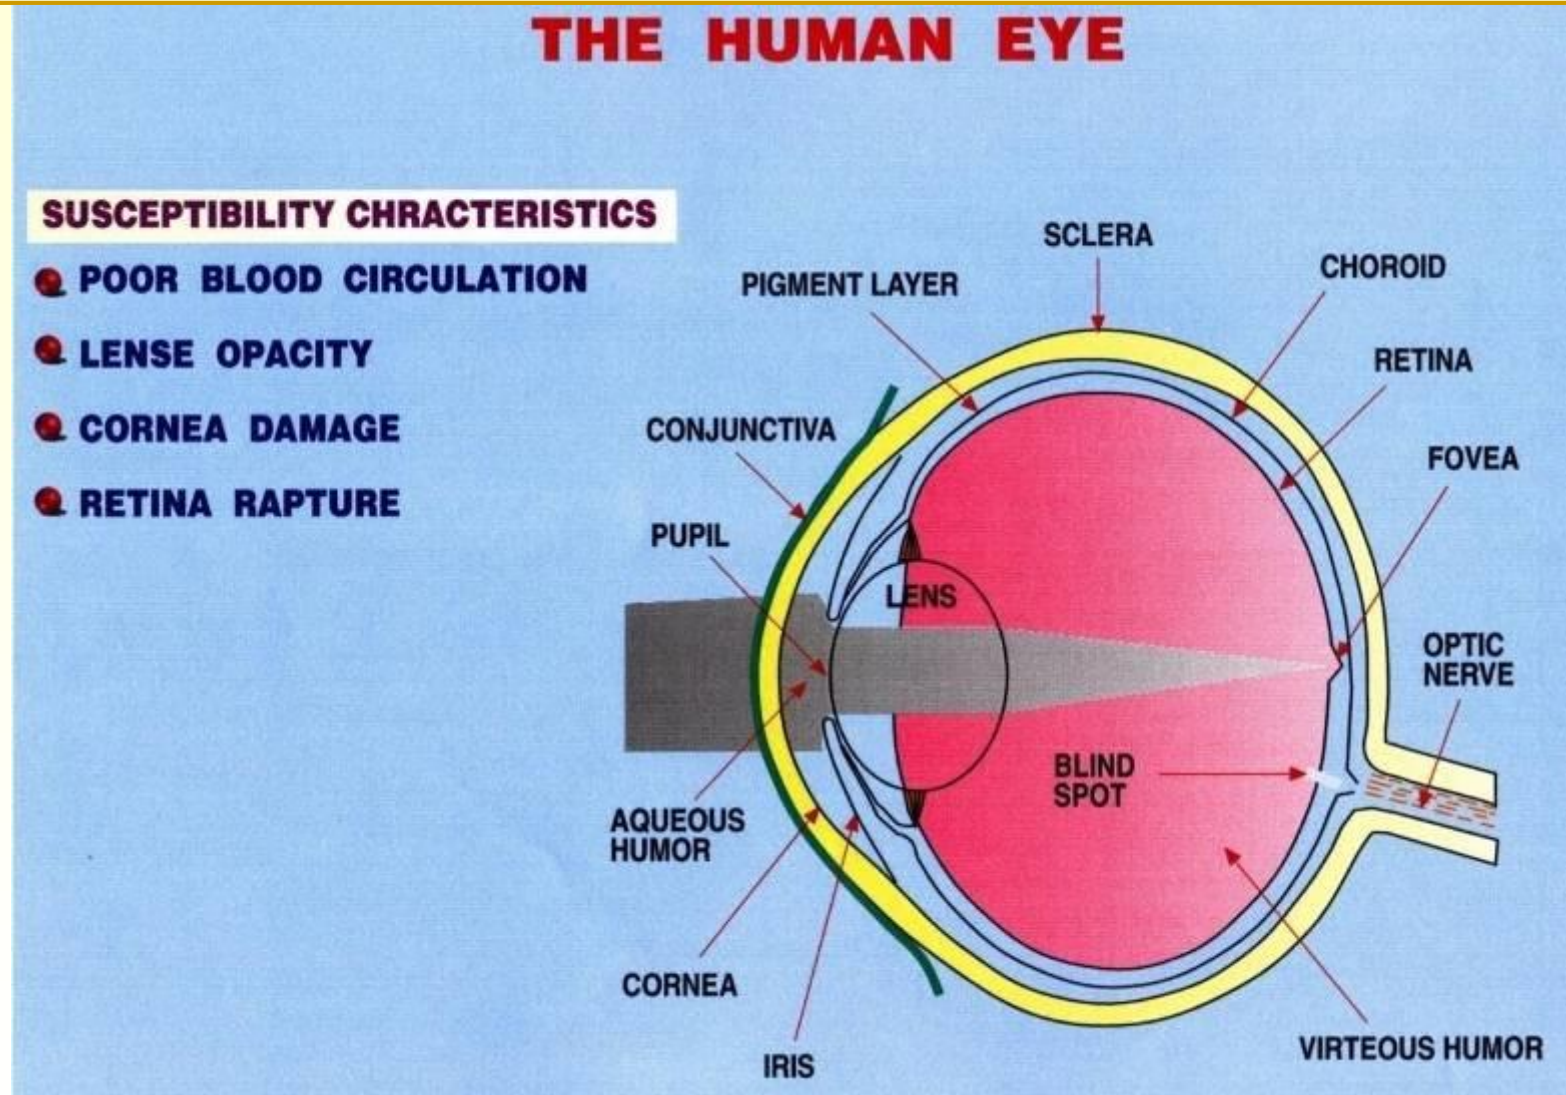 THE HUMAN EYE
SUSCEPTIBILITY CHRACTERISTICS
POOR BLOOD CIRCULATION
LENSE OPACITY
CORNEA DAMAGE
RETINA RAPTURE
SCLERA
PIGMENT LAYER
CHOROID
RETINA
CONJUNCTIVA
FOVEA
PUPIL
LENS
OPTIC
NERVE
BLIND
SPOT
AQUEOUS
HUMOR
CORNEA
IRIS
VIRTEOUS HUMOR